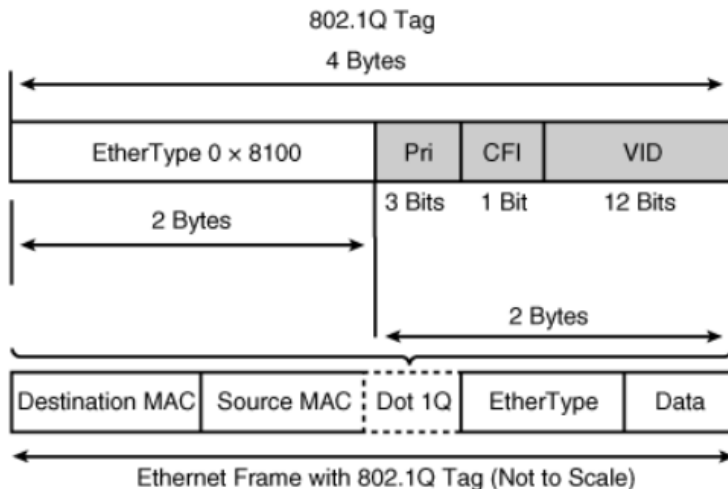 802.1Q Tag
4 Bytes
EtherType 0 × 8100 Pri CFI VID
3 Bits 1 Bit 12 Bits
2 Bytes
2 Bytes
Destination MAC Source MAC Dot 1Q EtherType Data
Ethernet Frame with 802.1Q Tag (Not to Scale)